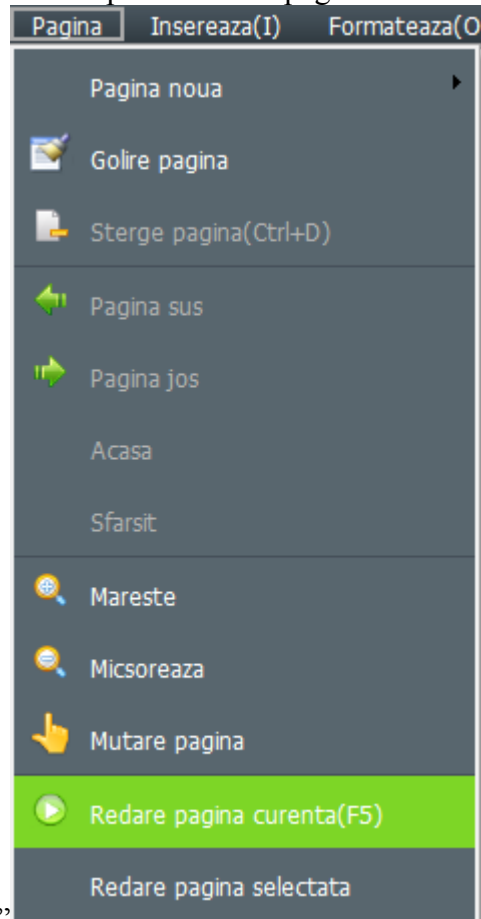 Pagina Insereaza(I) Formateaza(O
Pagina noua
Golire pagina
Sterge pagina(Ctrl+D)
Pagina sus
Pagina jos
Acasa
Sfarsit
Mareste
Micsoreaza
Mutare pagina
Redare pagina curenta(F5)
Redare pagina selectata
”